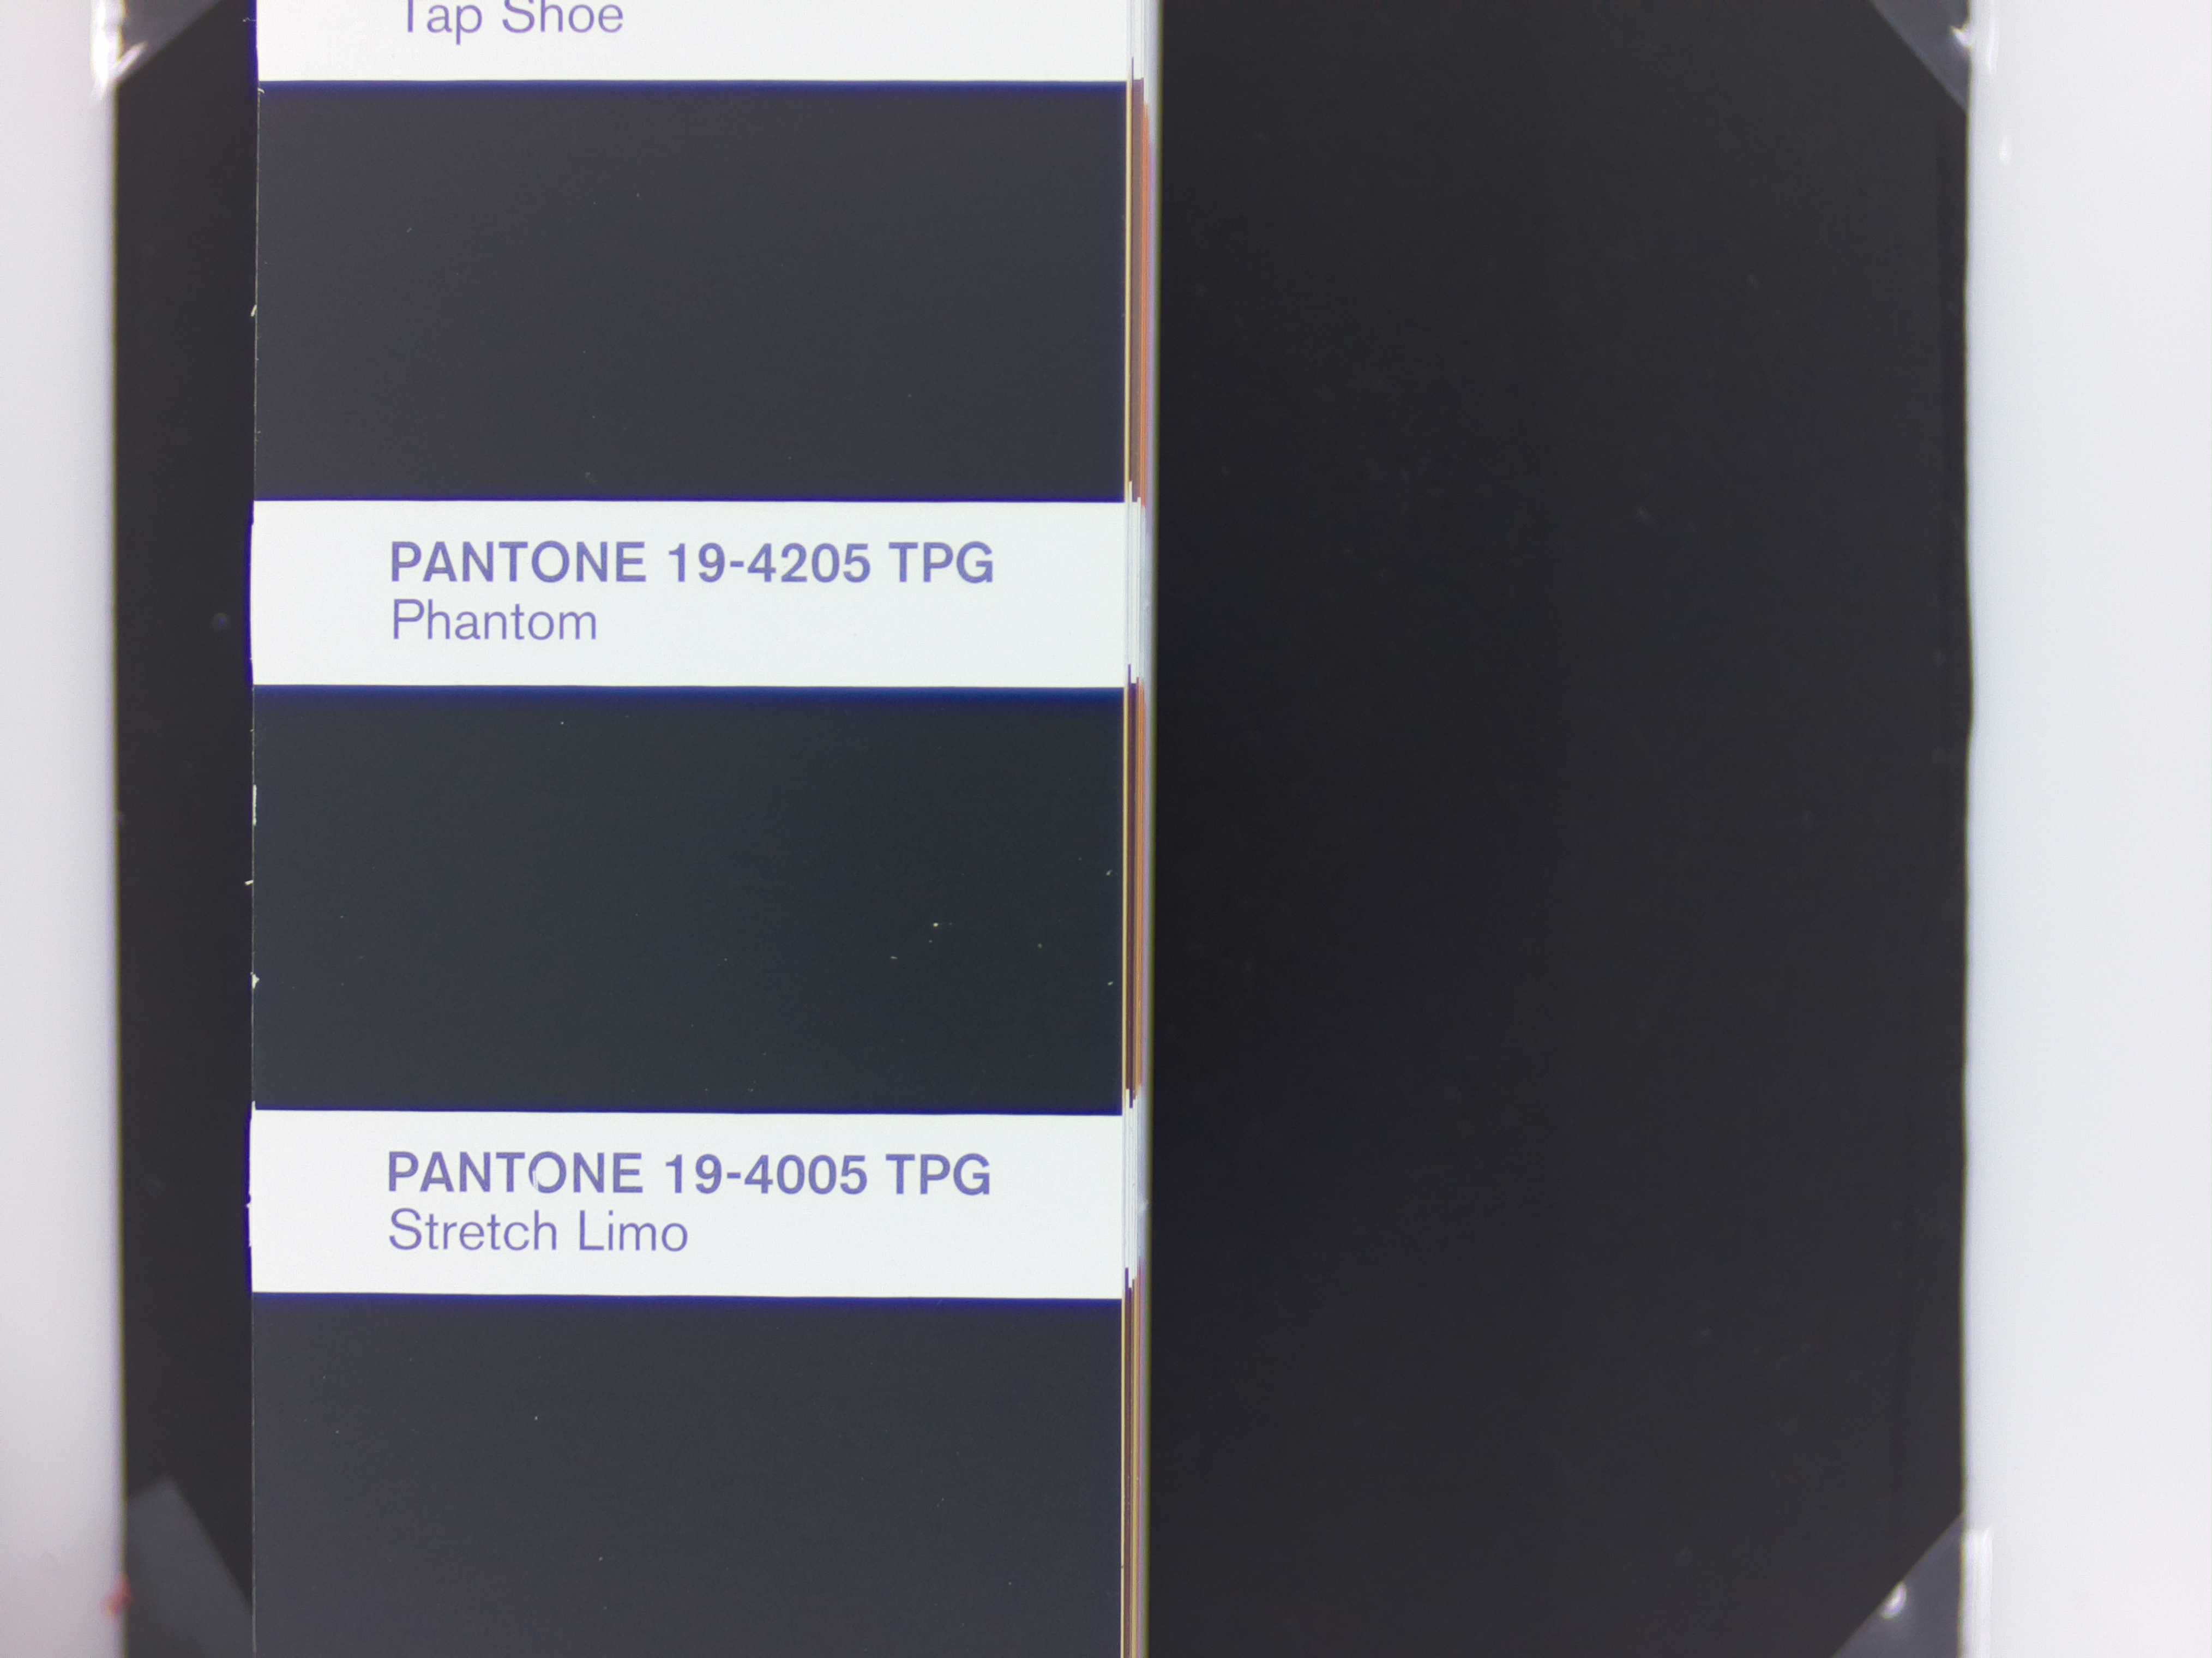 Tap Shoe
PANTONE 19-4205 TPG
Phantom
PANTONE 19-4005 TPG
Stretch Limo